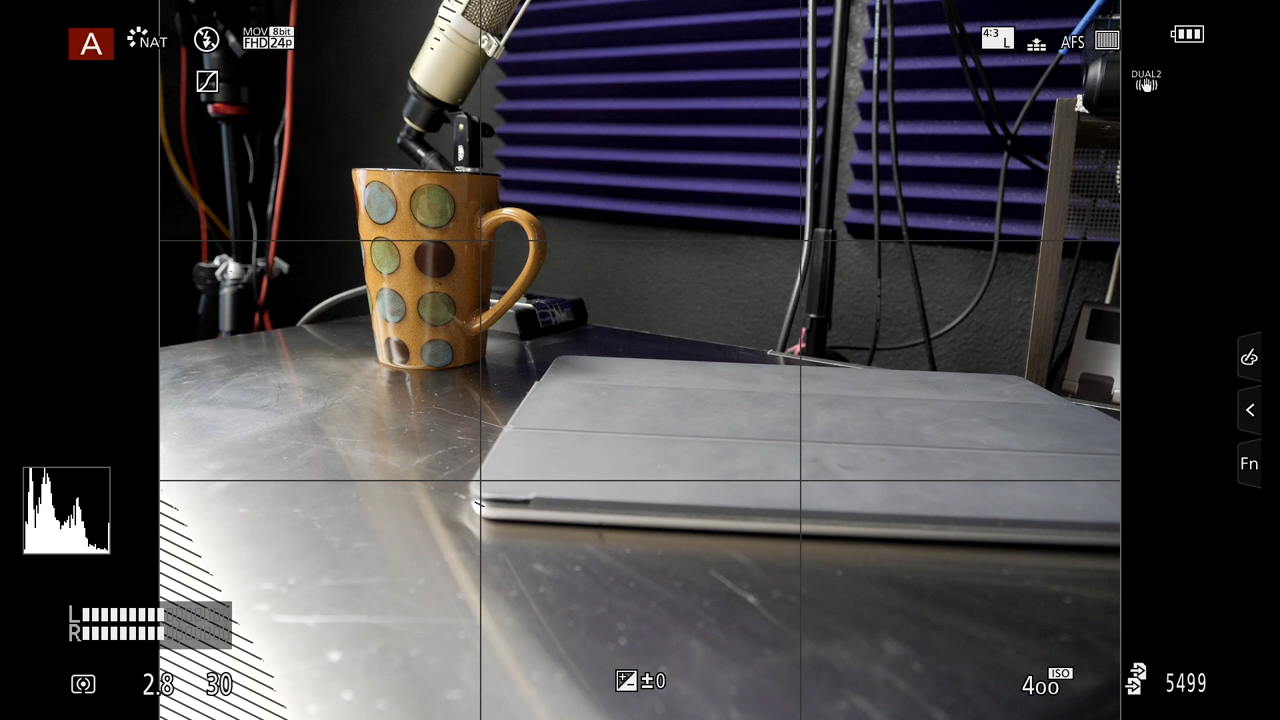 A
NAT
MOV 8bit
FHD 24p
4:3
L
AFS
DUAL2
Fn
L
R
2.8
30
±0
400
ISO
5499